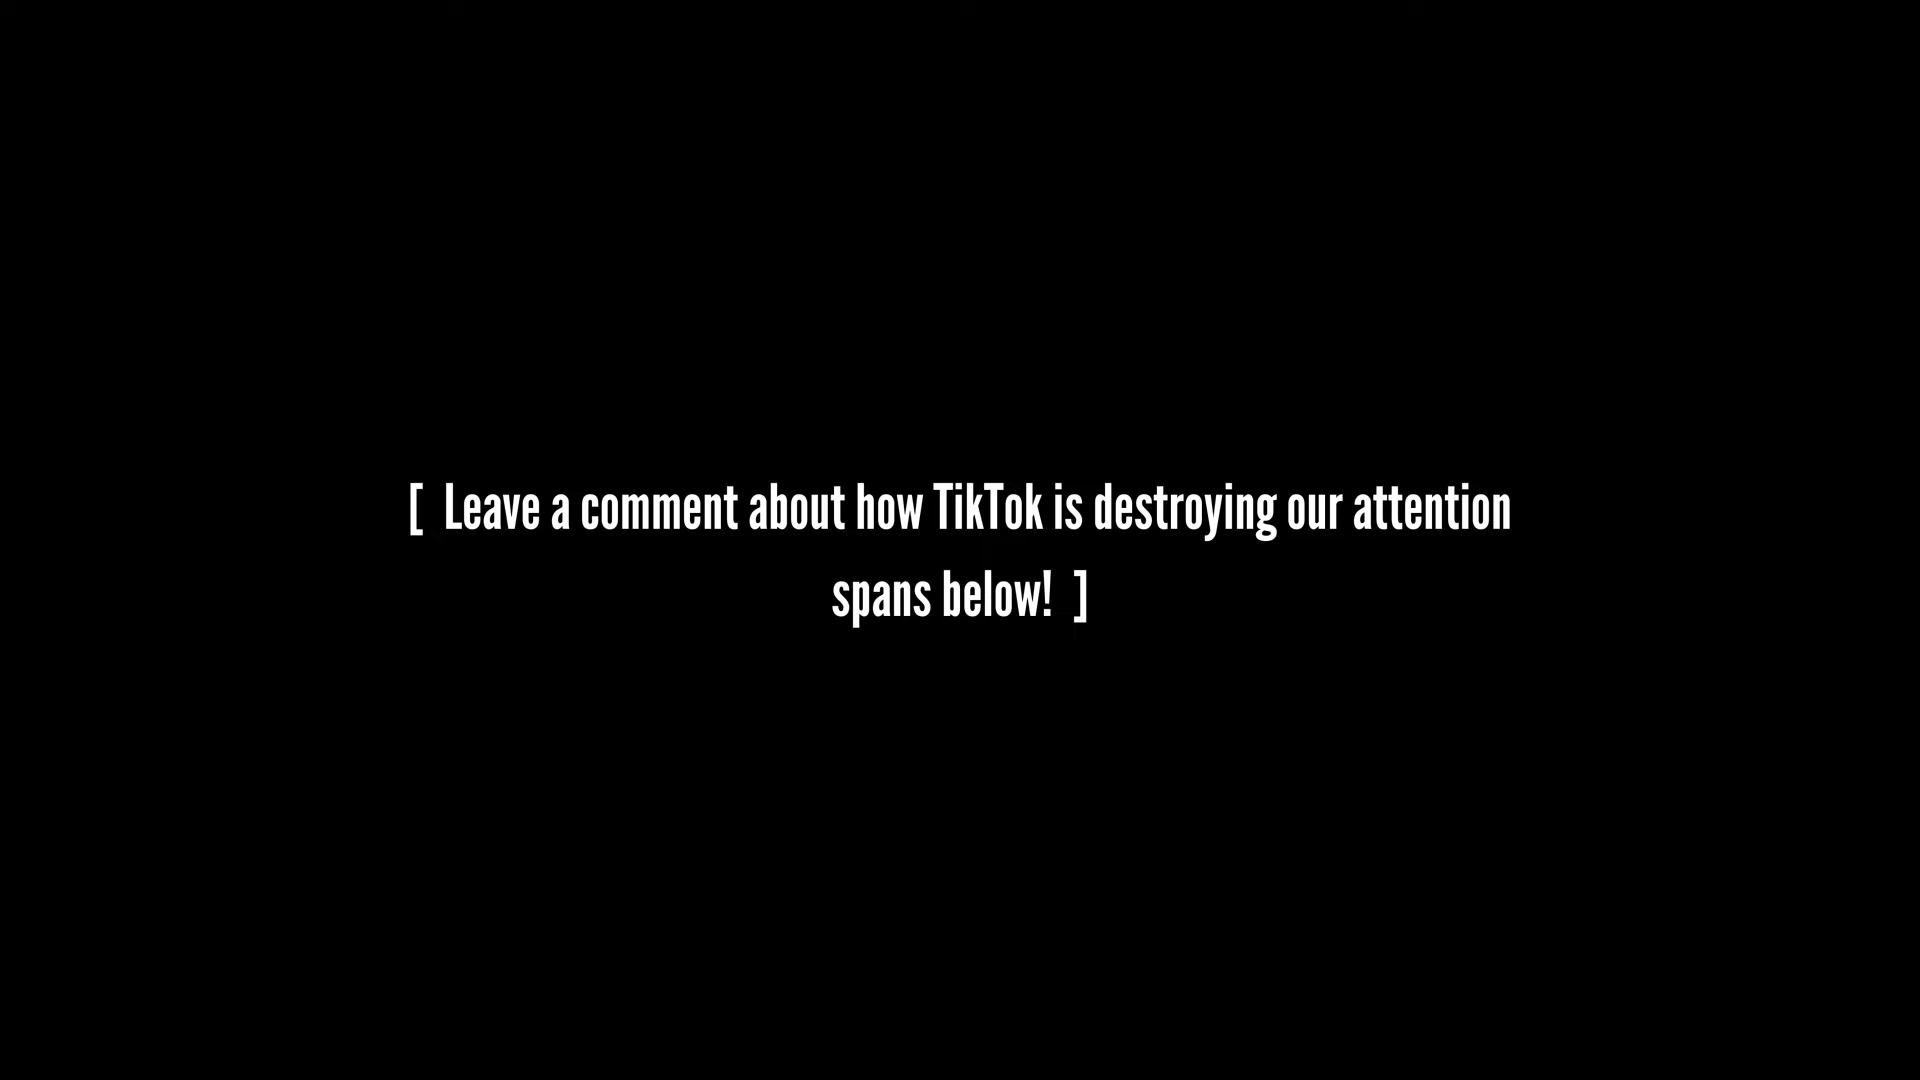 [ Leave a comment about how TikTok is destroying our attention
spans below! ]